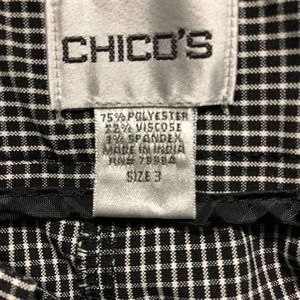 CHICO'S
75% POLYESTER
22% VISCOSE
3% SPANDEX
MADE IN INDIA
RN#
SIZE 3